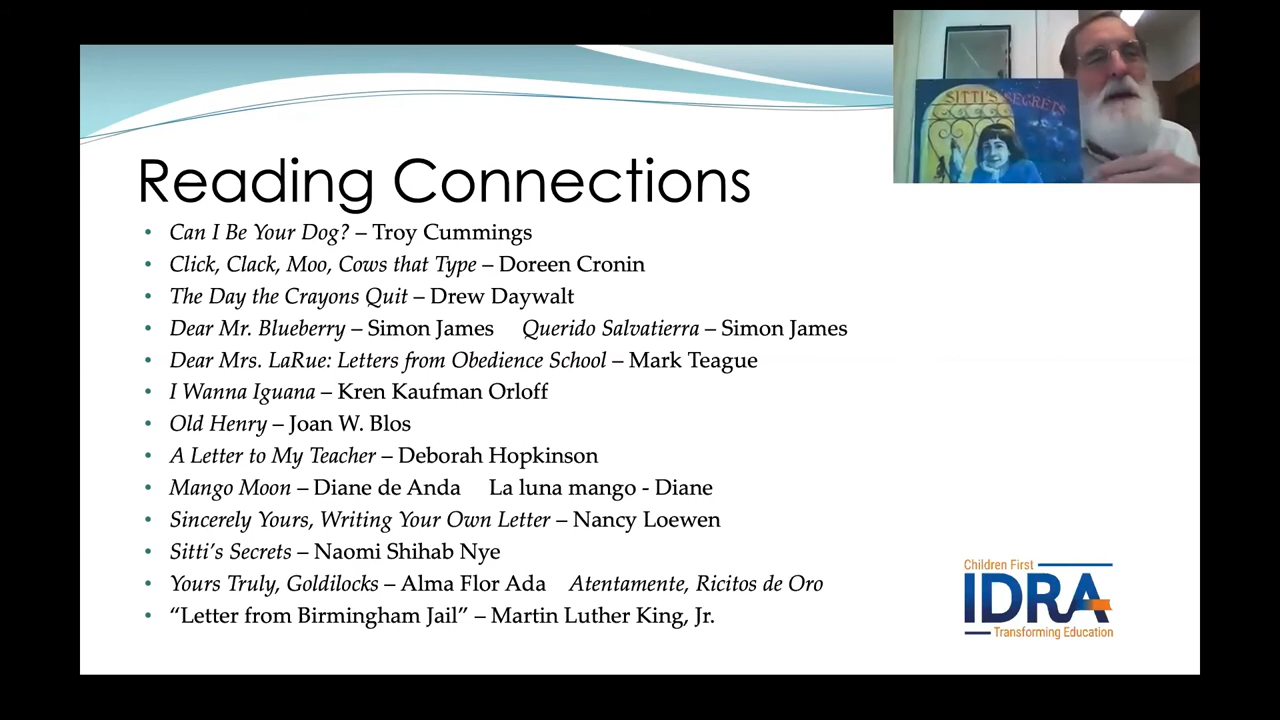 SITTI'S SECRETS
Reading Connections
• Can I Be Your Dog? – Troy Cummings
• Click, Clack, Moo, Cows that Type – Doreen Cronin
• The Day the Crayons Quit – Drew Daywalt
• Dear Mr. Blueberry – Simon James Querido Salvatierra – Simon James
• Dear Mrs. LaRue: Letters from Obedience School – Mark Teague
• I Wanna Iguana – Kren Kaufman Orloff
• Old Henry – Joan W. Blos
• A Letter to My Teacher – Deborah Hopkinson
• Mango Moon – Diane de Anda La luna mango - Diane
• Sincerely Yours, Writing Your Own Letter – Nancy Loewen
• Sitti's Secrets – Naomi Shihab Nye
• Yours Truly, Goldilocks – Alma Flor Ada Atentamente, Ricitos de Oro
• “Letter from Birmingham Jail” – Martin Luther King, Jr.
Children First
IDRA
Transforming Education